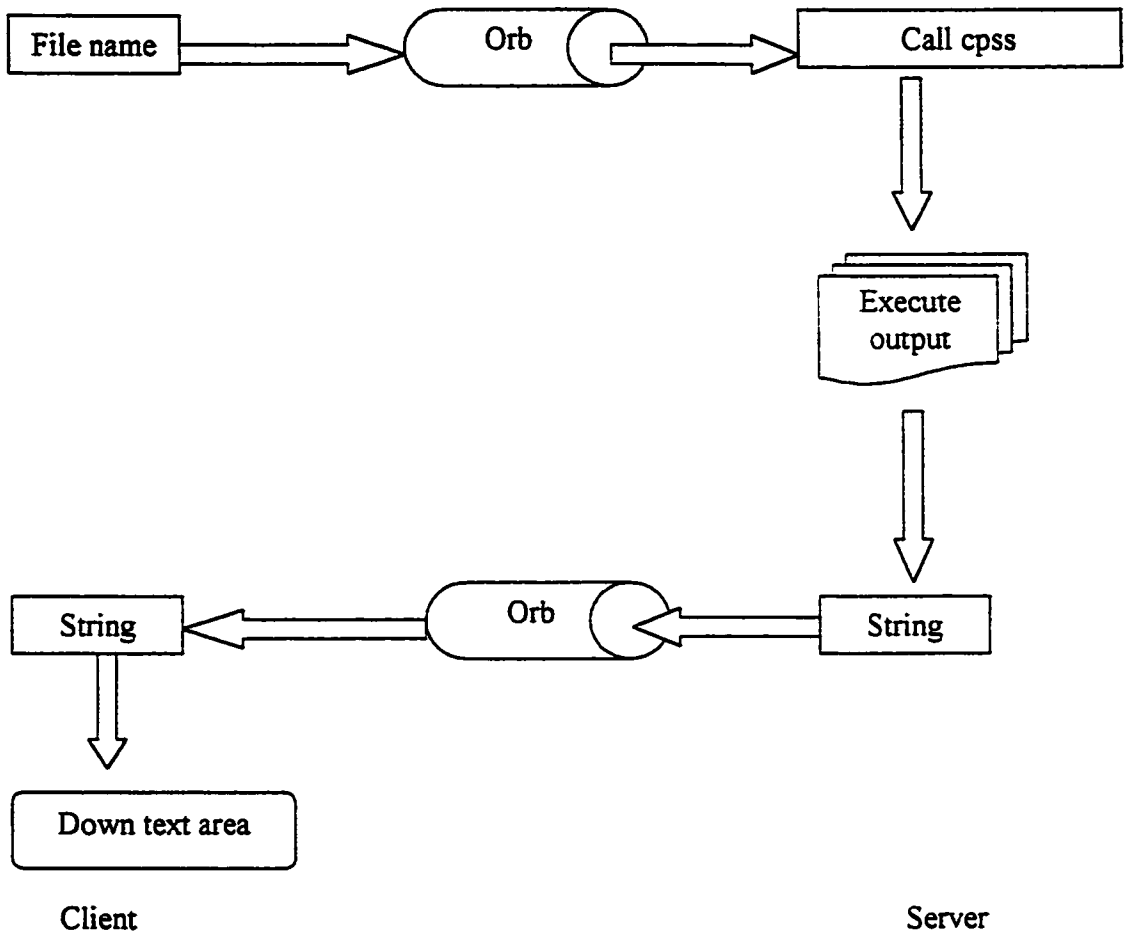 File name
Orb
Call cpss
Execute
output
String
Orb
String
Down text area
Client
Server